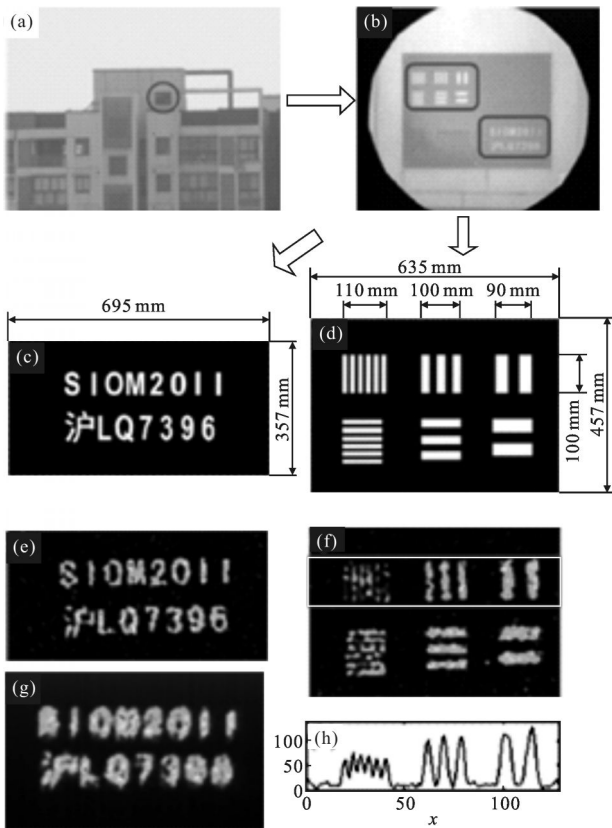 (a)
(b)
635 mm
110 mm 100 mm 90 mm
695 mm
(c)
SIOM2011
沪LQ7396
357 mm
(d)
100 mm
457 mm
(e)
SIOM2011
沪LQ7396
(f)
(g)
(h)
100
50
0
0 50 100
x